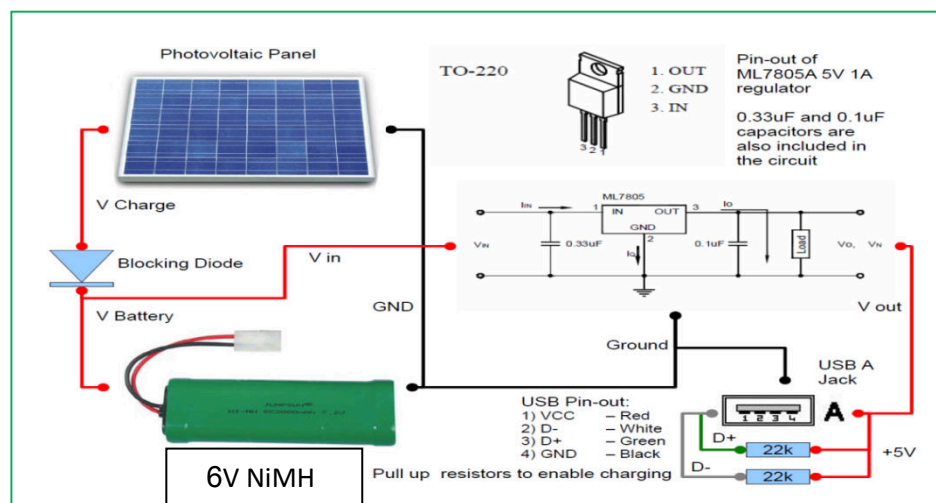 Photovoltaic Panel
TO-220
1. OUT
2. GND
3. IN
3 2 1
Pin-out of
ML7805A 5V 1A
regulator
0.33uF and 0.1uF
capacitors are
also included in
the circuit
V Charge
Blocking Diode
V in
V Battery
GND
ML7805
IIN
1 IN OUT 3
Io
GND
2
VIN
0.33uF
0.1uF
Load
Vo, VN
V out
Ground
USB A
Jack
USB Pin-out:
1) VCC – Red
2) D- – White
3) D+ – Green
4) GND – Black
1 2 3 4
A
D+
22k
+5V
D-
22k
Pull up resistors to enable charging
6V NiMH